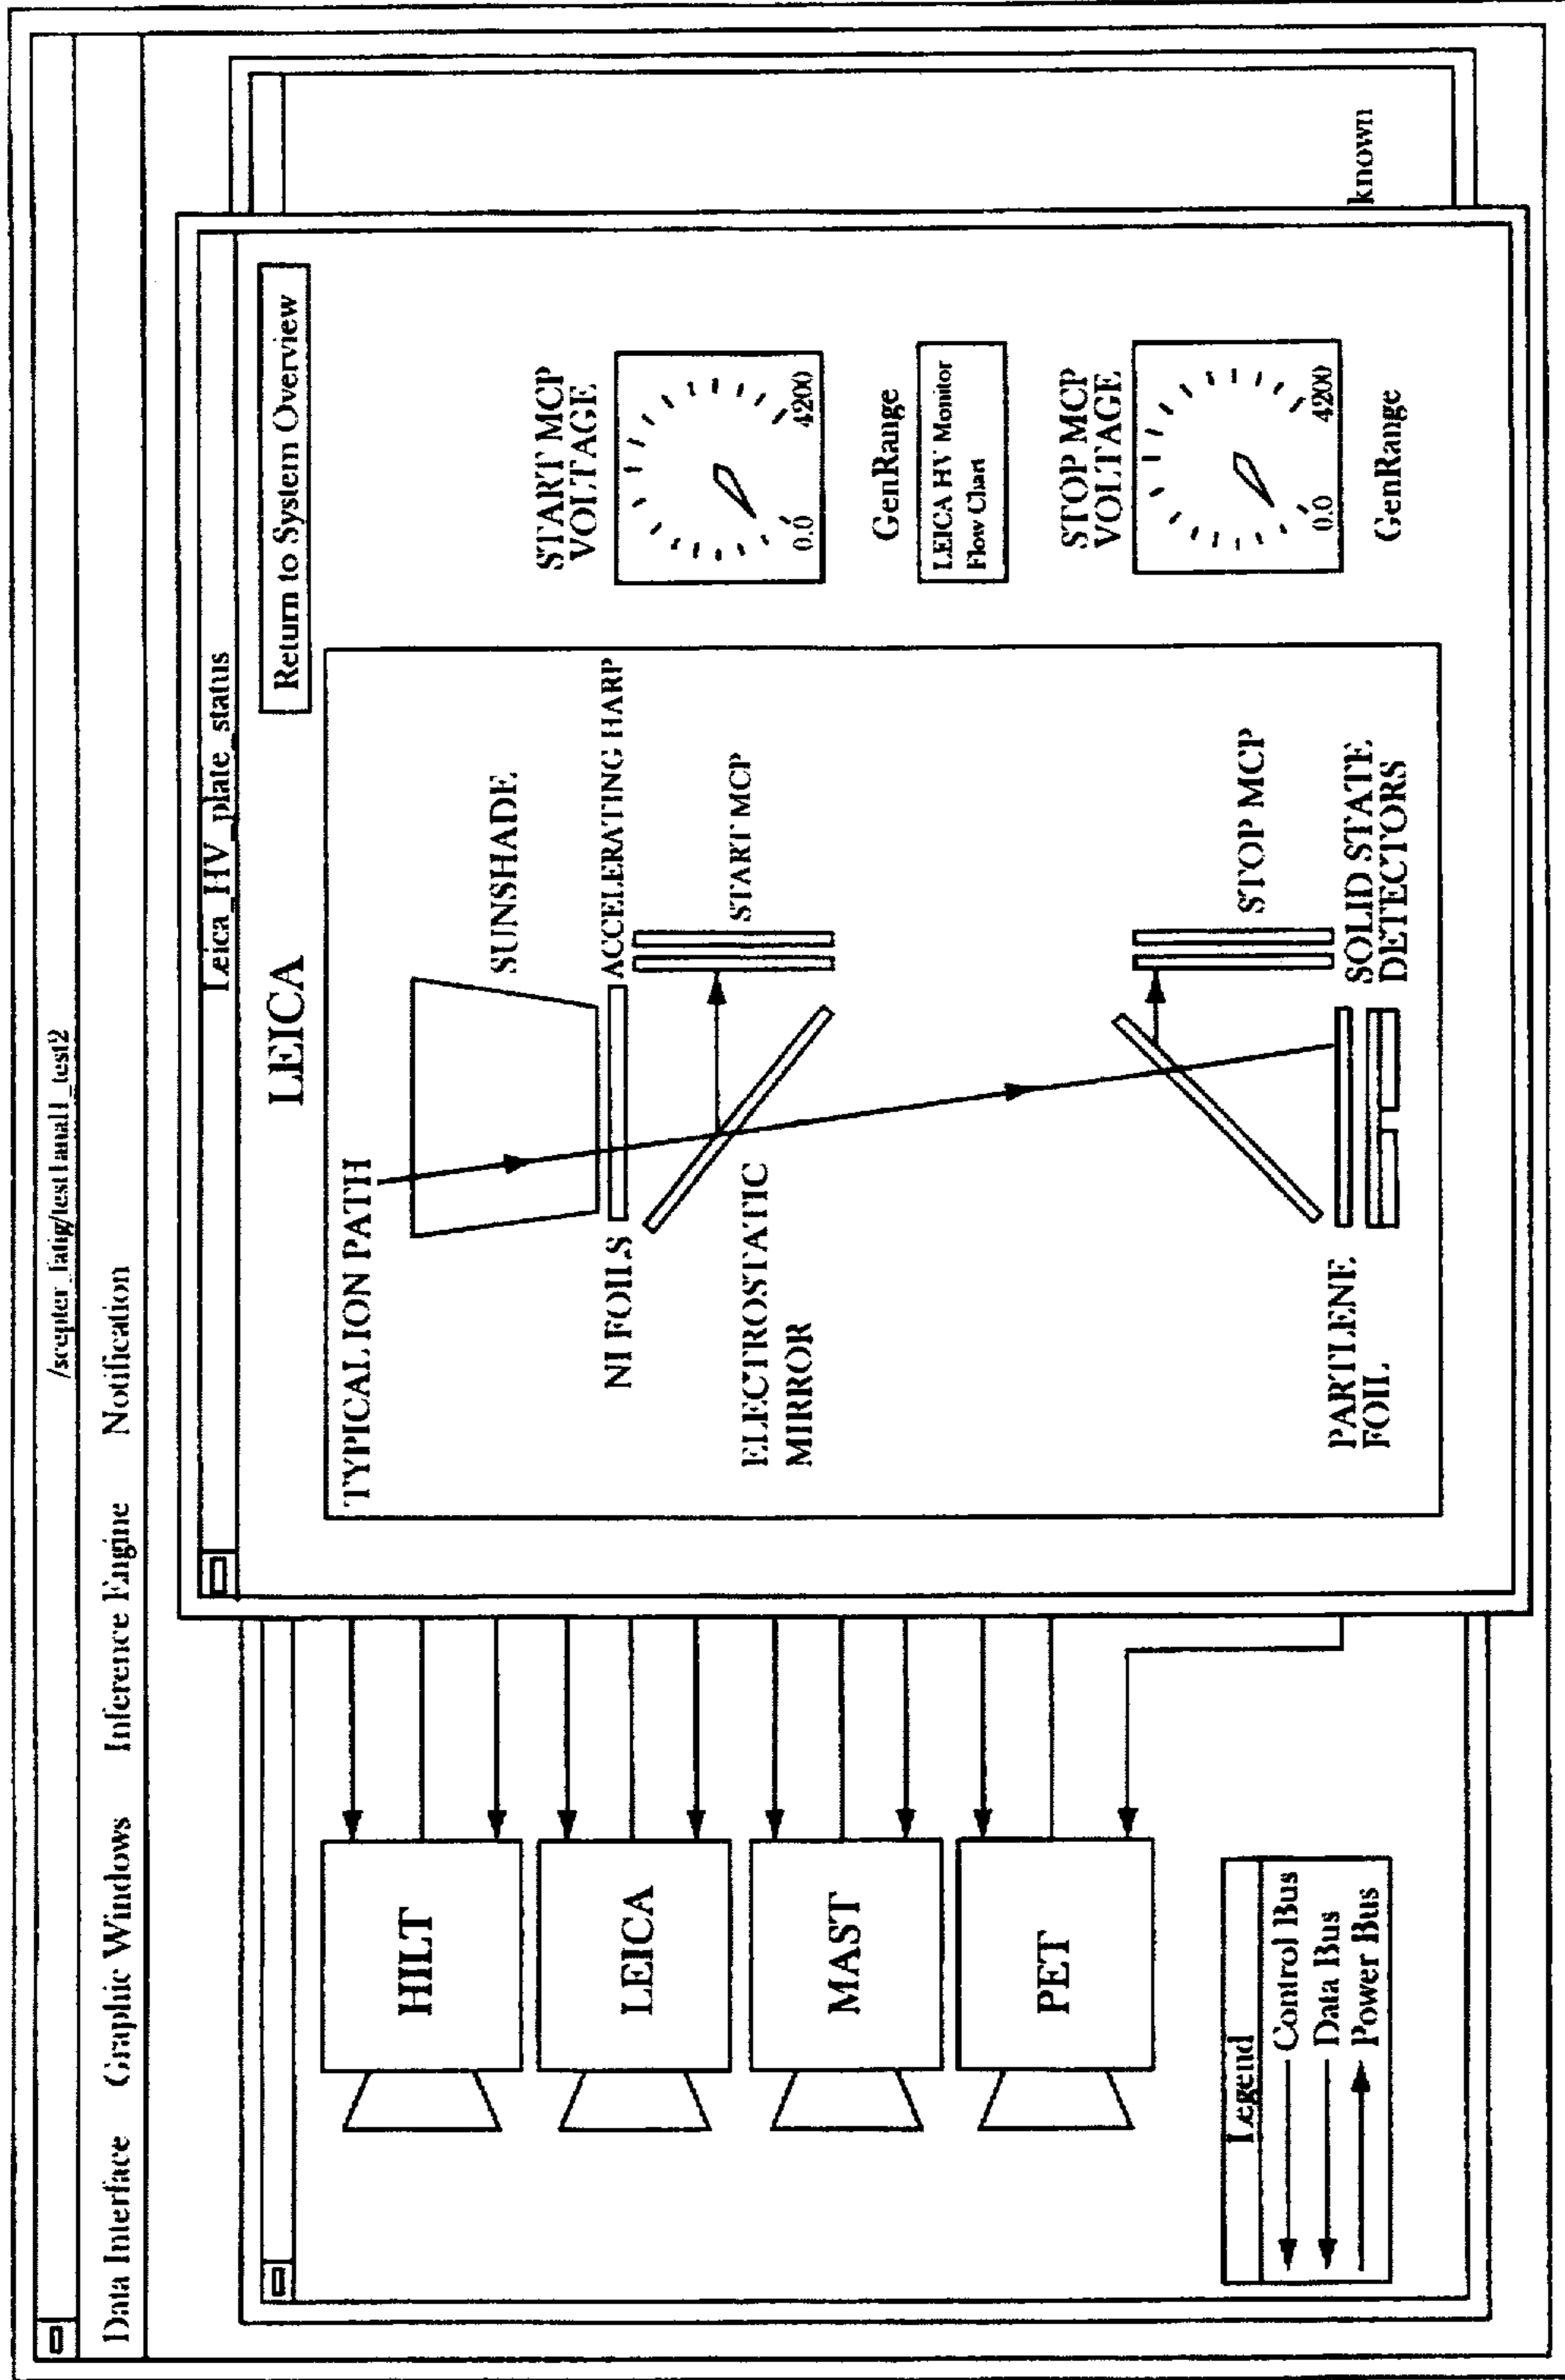 Data Interface Graphic Windows Inference Engine Notification
Leica_HV_plate_status
LEICA
Return to System Overview
TYPICAL ION PATH
SUNSHADE
NI FOILS
ACCELERATING HARP
ELECTROSTATIC
MIRROR
START MCP
STOP MCP
PARTLENE
FOIL
SOLID STATE
DETECTORS
START MCP
VOLTAGE
0.0
4200
GenRange
LEICA HV Monitor
Flow Chart
STOP MCP
VOLTAGE
0.0
4200
GenRange
known
HILT
LEICA
MAST
PET
Legend
Control Bus
Data Bus
Power Bus